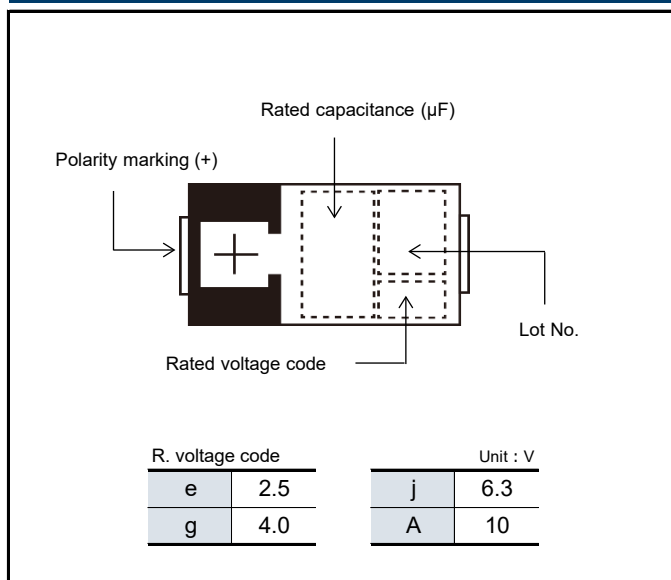 Rated capacitance (μF)
Polarity marking (+)
Lot No.
Rated voltage code
R. voltage code
Unit : V
e 2.5 j 6.3
g 4.0 A 10